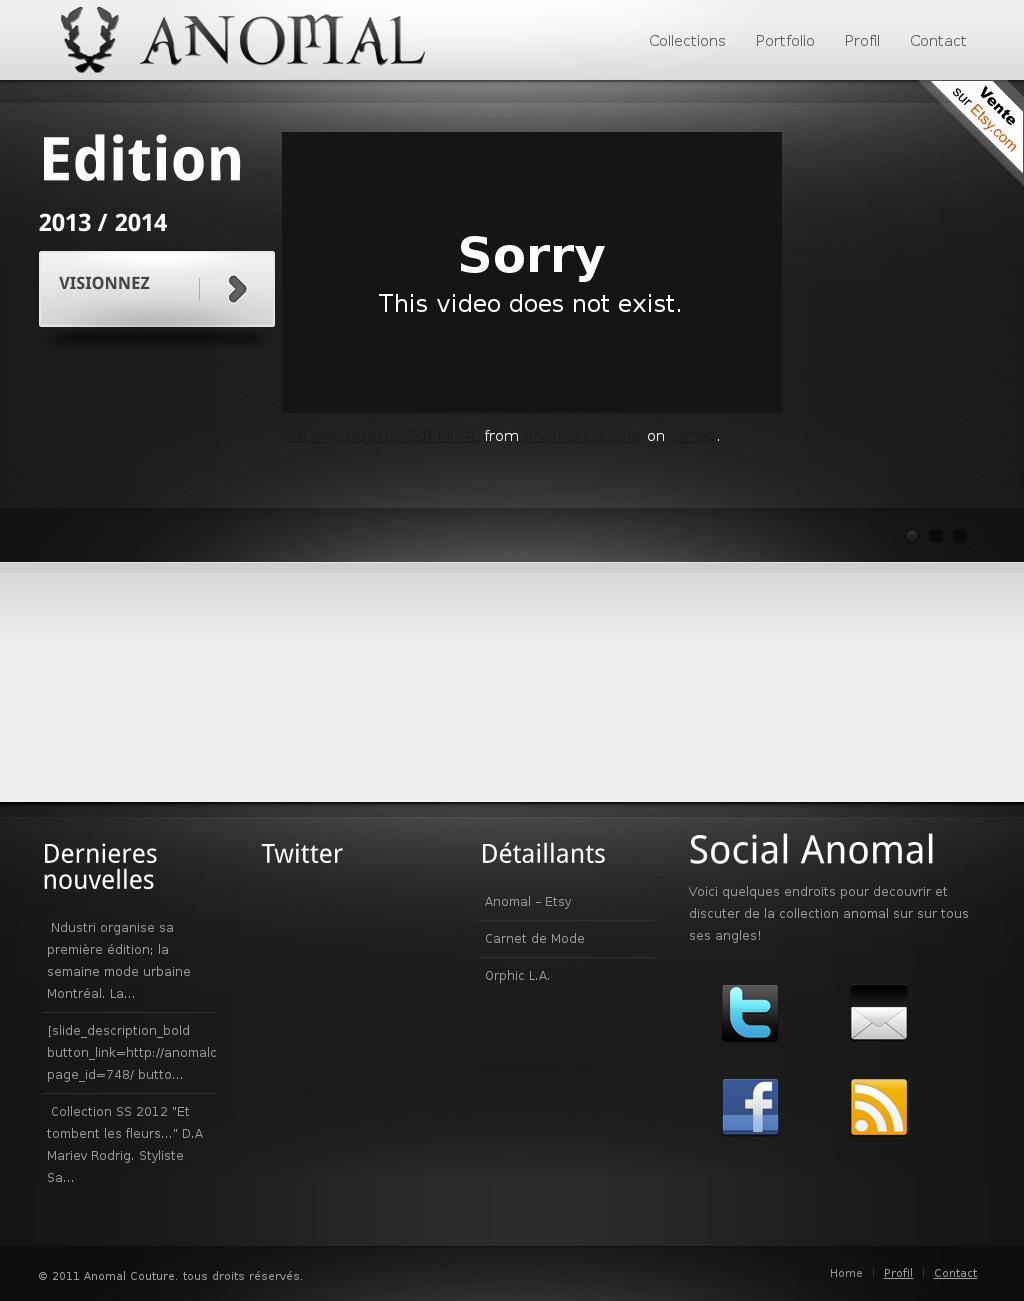 ANOMAL
Collections
Portfolio
Profil
Contact
Vente
sur Etsy.com
Edition
2013 / 2014
VISIONNEZ
Sorry
This video does not exist.
ANOMALtrueTEASER FINAL from Anomal Couture on Vimeo.
Dernieres
nouvelles
Ndustri organise sa
première édition; la
semaine mode urbaine
Montréal. La...
[slide_description_bold
button_link=http://anomalc
page_id=748/ butto...
Collection SS 2012 "Et
tombent les fleurs..." D.A
Mariev Rodrig. Styliste
Sa...
Twitter
Détaillants
Anomal – Etsy
Carnet de Mode
Orphic L.A.
Social Anomal
Voici quelques endroits pour decouvrir et
discuter de la collection anomal sur sur tous
ses angles!
© 2011 Anomal Couture. tous droits réservés.
Home
Profil
Contact